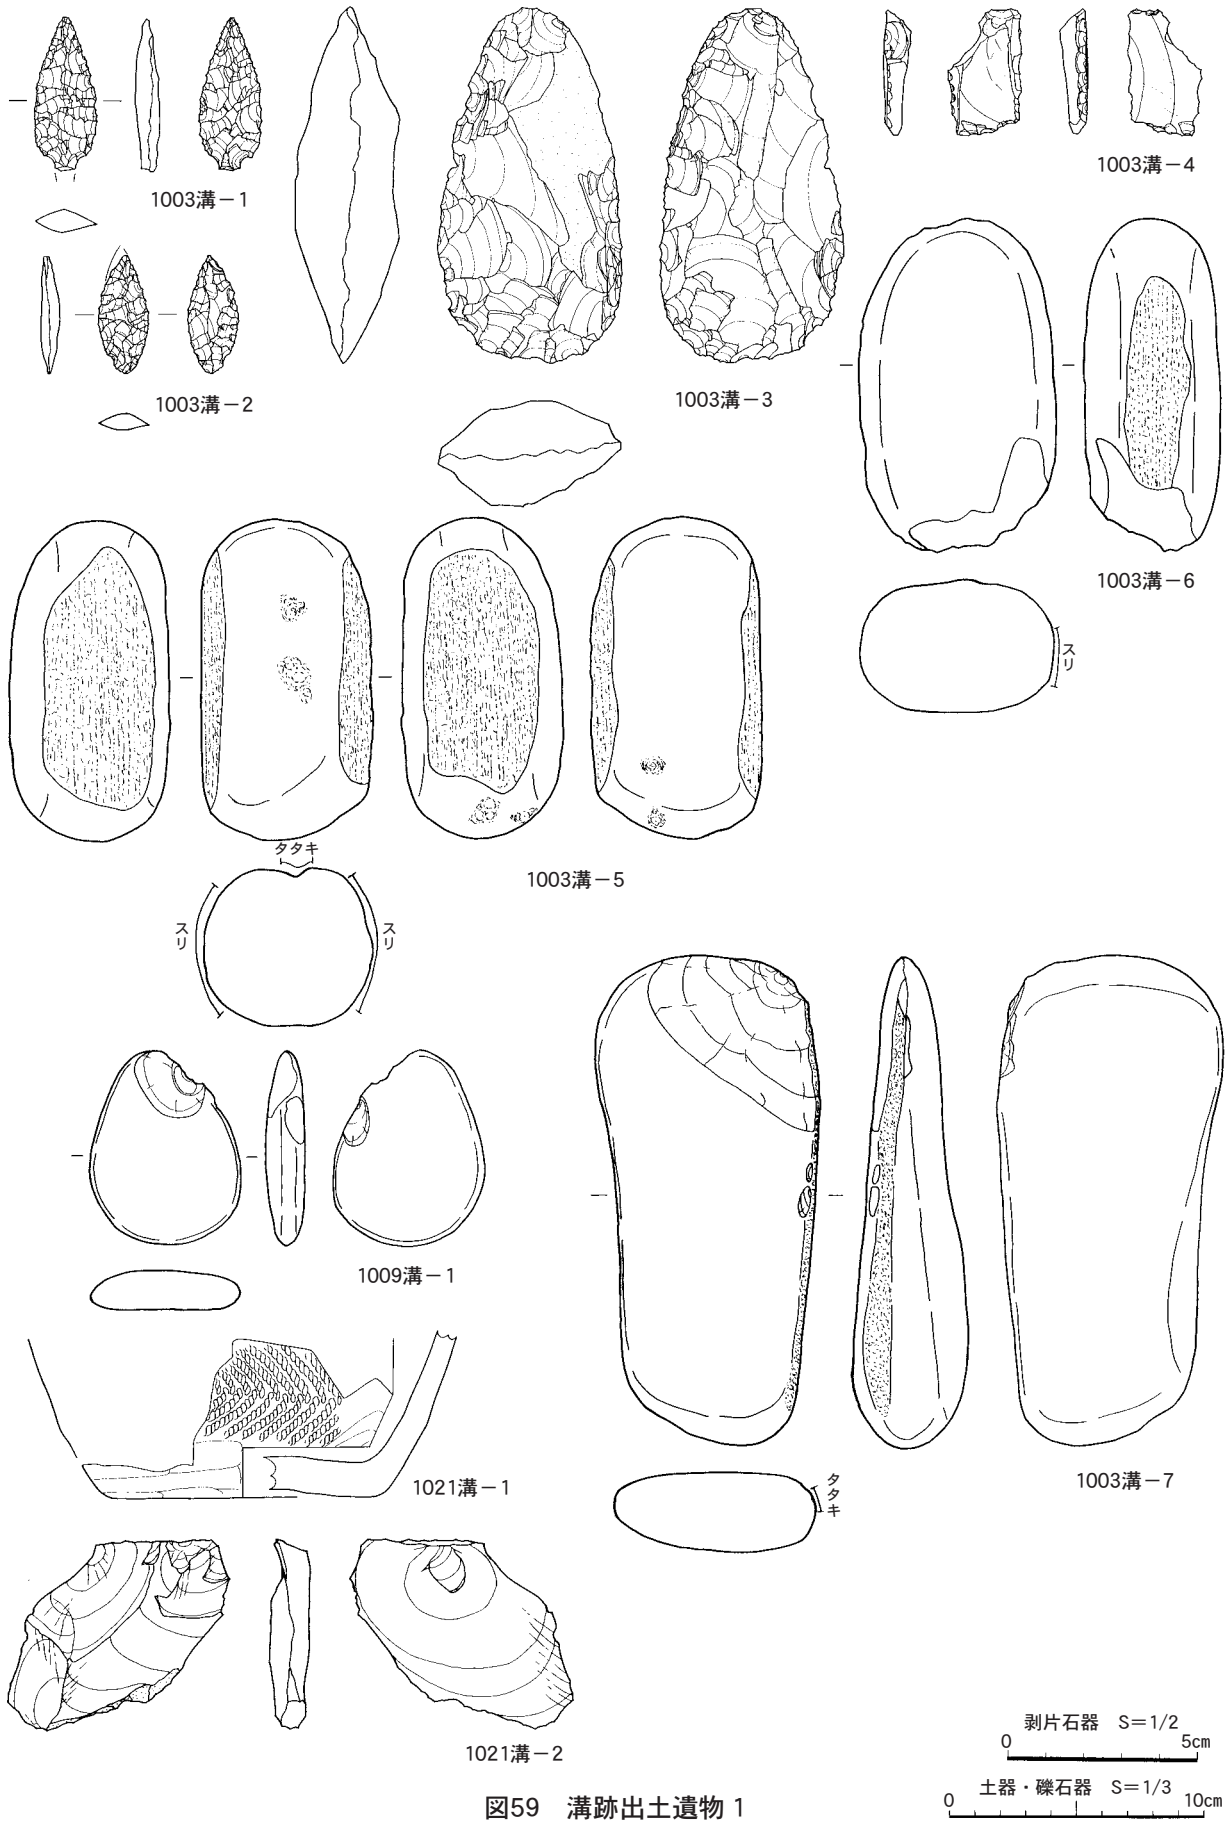 1003溝－1
1003溝－2
1003溝－3
1003溝－4
1003溝－6
スリ
1003溝－5
タタキ
スリ
スリ
1009溝－1
1021溝－1
1003溝－7
タタキ
1021溝－2
剥片石器　S＝1/2
0 5cm
土器・礫石器　S＝1/3
0 10cm
図59　溝跡出土遺物 1